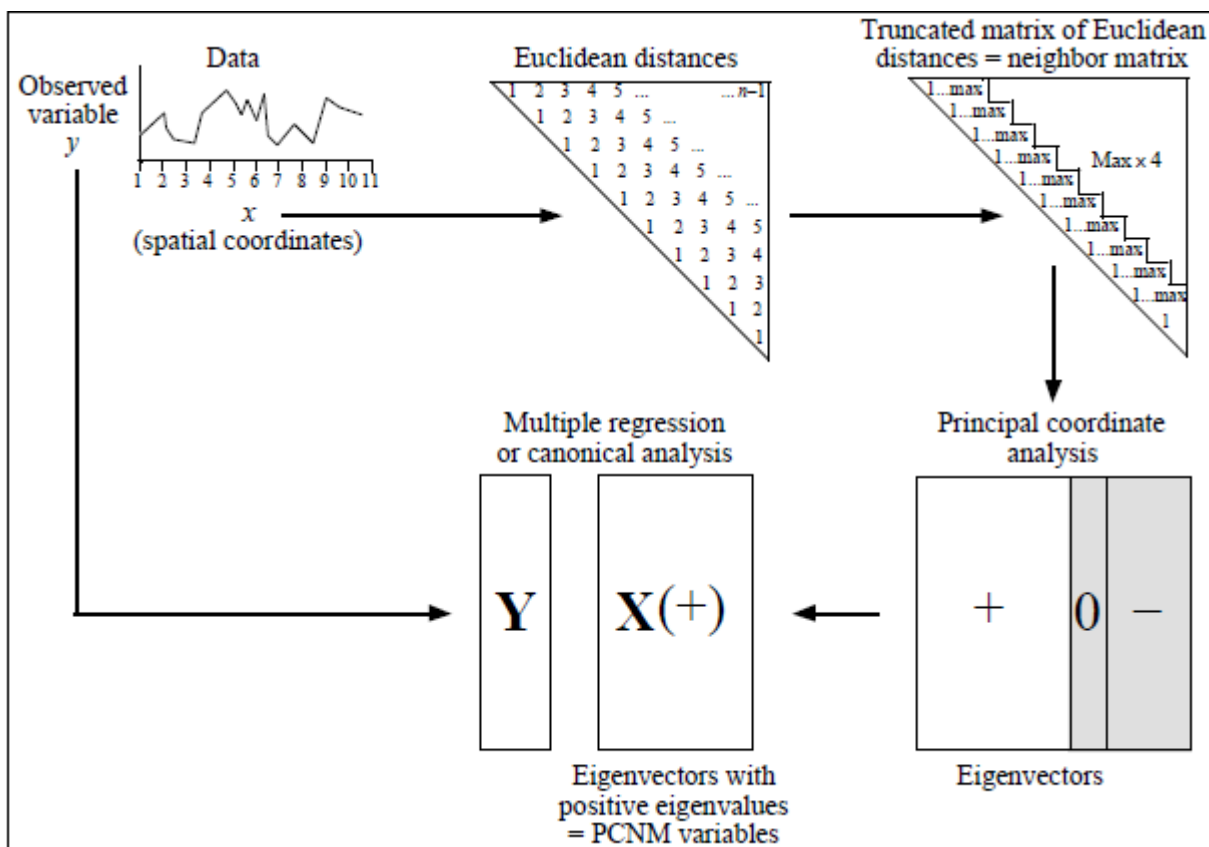 Data
Observed
variable
y
1 2 3 4 5 6 7 8 9 10 11
x
(spatial coordinates)
Euclidean distances
1 2 3 4 5 ... ...n–1
1 2 3 4 5 ...
1 2 3 4 5 ...
1 2 3 4 5 ...
1 2 3 4 5 ...
1 2 3 4 5
1 2 3 4
1 2 3
1 2
1
Truncated matrix of Euclidean
distances = neighbor matrix
1...max
1...max
1...max
1...max
1...max
1...max
1...max
1...max
1...max
1...max
1
Max × 4
Principal coordinate
analysis
+ 0 –
Eigenvectors
Multiple regression
or canonical analysis
Y X(+)
Eigenvectors with
positive eigenvalues
= PCNM variables